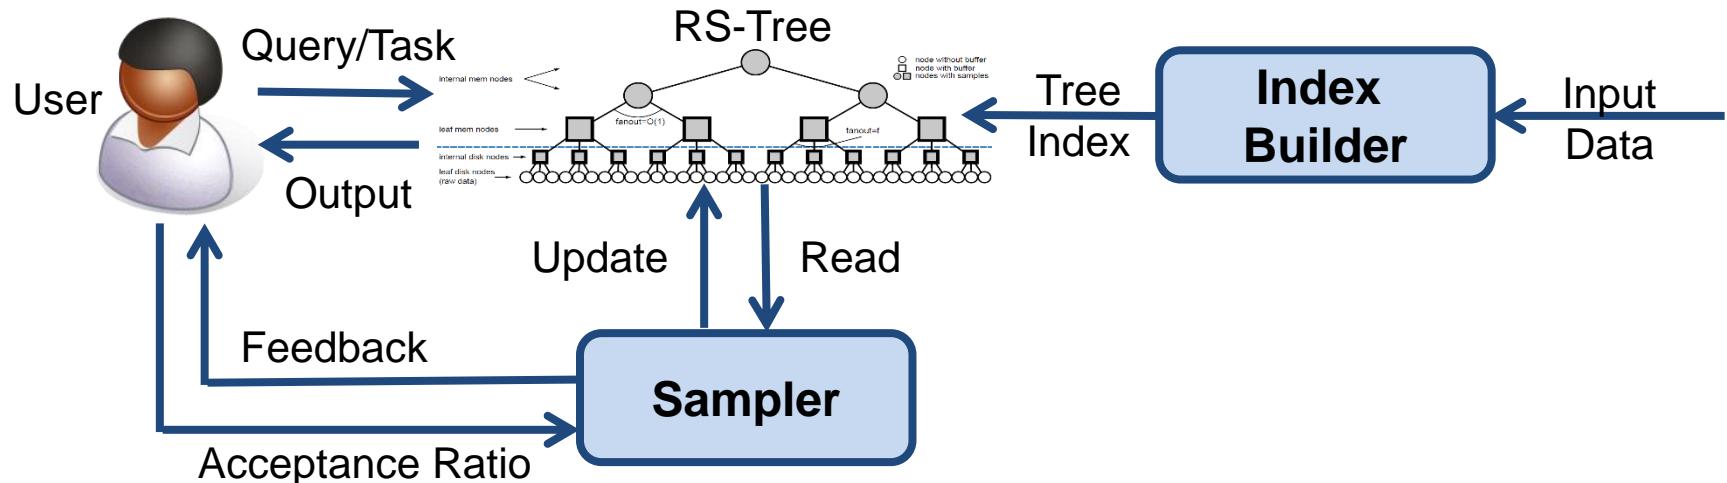 RS-Tree
Query/Task
User
Output
internal mem nodes
leaf mem nodes
internal disk nodes
leaf disk nodes
(raw data)
fanout=O(1)
fanout=f
node without buffer
node with buffer
nodes with samples
Tree
Index
Index
Builder
Input
Data
Update
Read
Feedback
Sampler
Acceptance Ratio